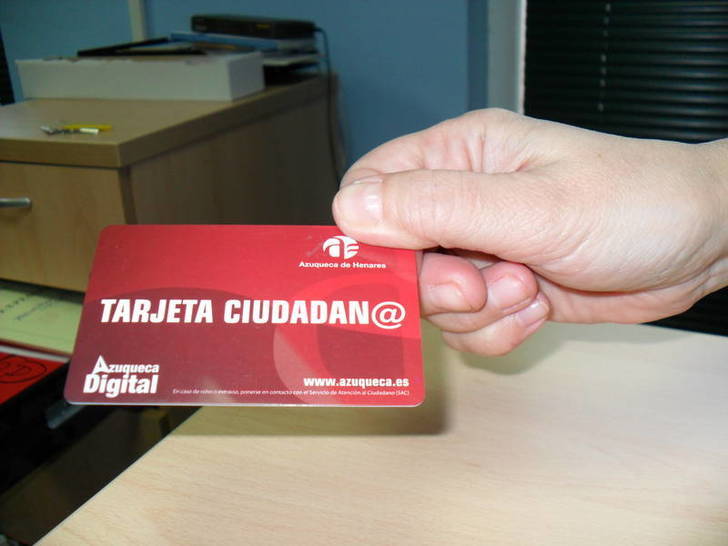 Azuqueca de Henares
TARJETA CIUDADAN@
Azuqueca
Digital
www.azuqueca.es
En caso de robo o extravío, ponerse en contacto con el Servicio de Atención al Ciudadano (SAC)